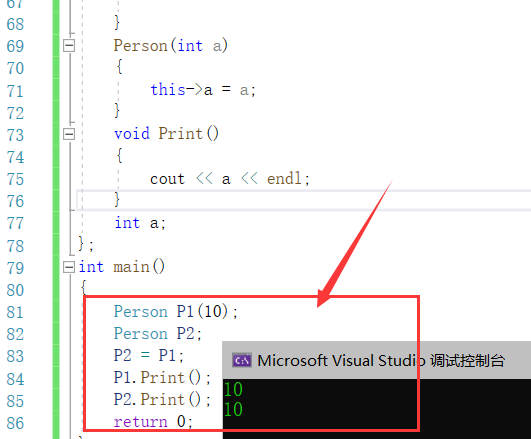 67
68 }
69 Person(int a)
70 {
71 this->a = a;
72 }
73 void Print()
74 {
75 cout << a << endl;
76 }
77 int a;
78 };
79 int main()
80 {
81 Person P1(10);
82 Person P2;
83 P2 = P1;
84 P1.Print();
85 P2.Print();
86 return 0;
}
C:\ Microsoft Visual Studio 调试控制台
10
10